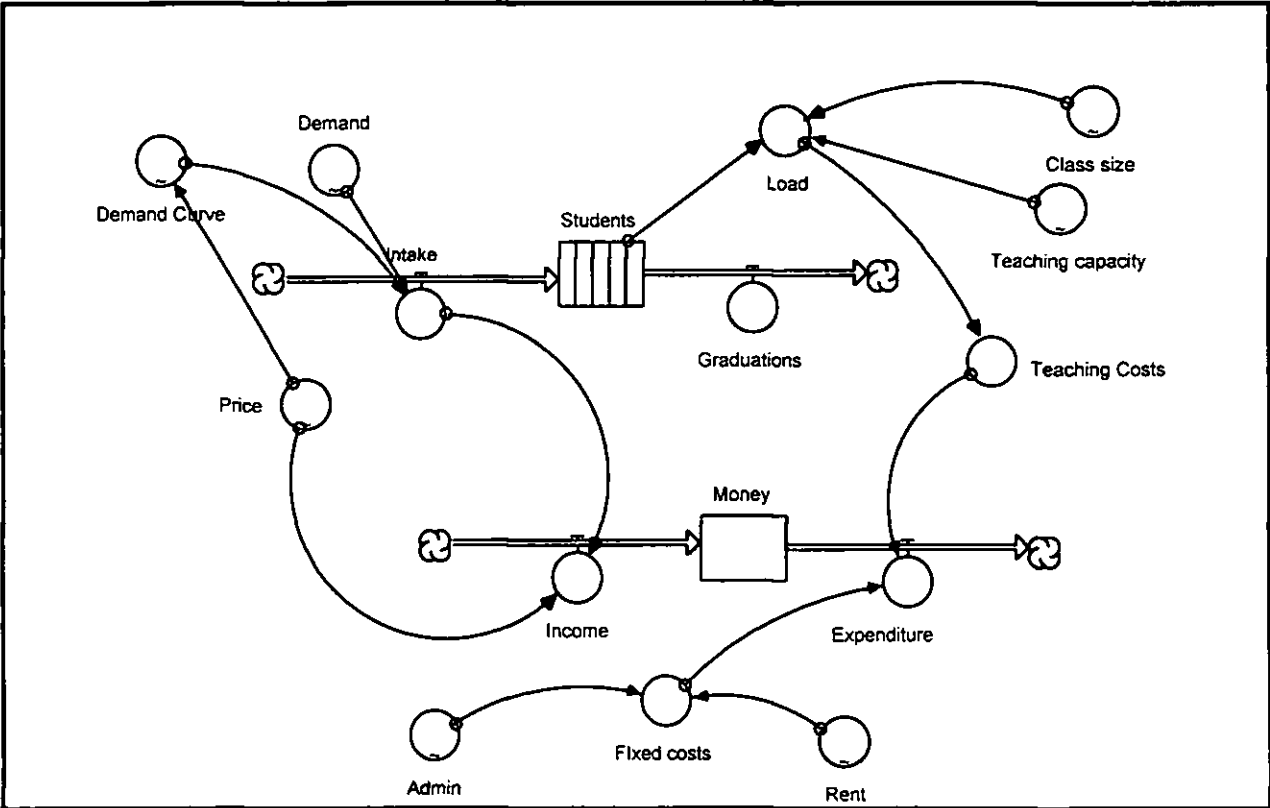 Demand
Class size
Load
Demand Curve
Students
Teaching capacity
Intake
Graduations
Teaching Costs
Price
Money
Income
Expenditure
FIxed costs
Admin
Rent